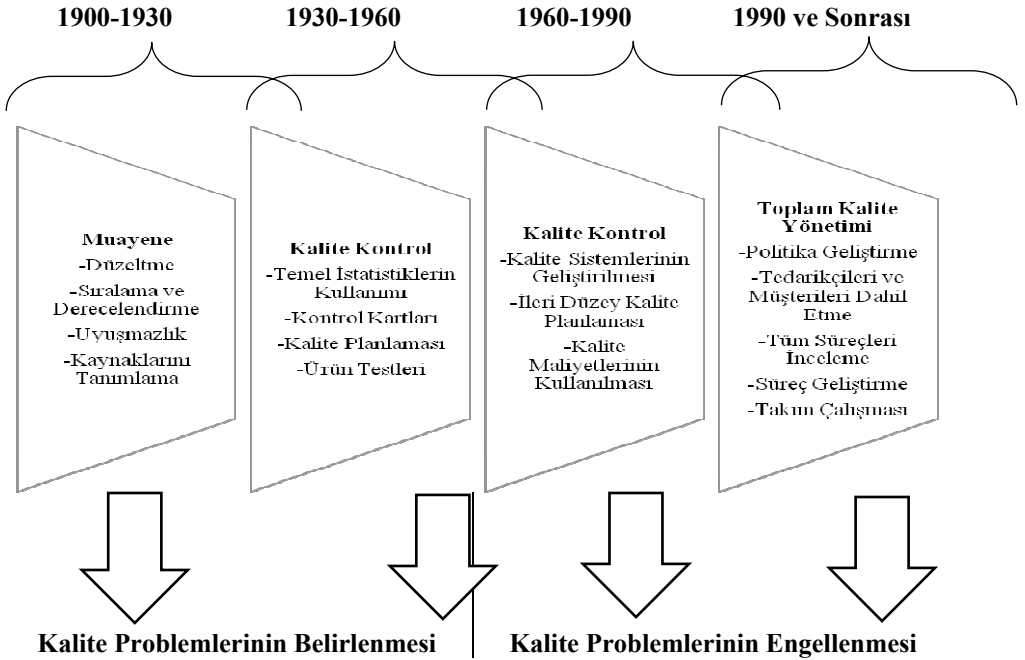 1900-1930
1930-1960
1960-1990
1990 ve Sonrası
Muayene
-Düzeltme
-Sıralama ve
Derecelendirme
-Uyuşmazlık
-Kaynaklarını
Tanımlama
Kalite Kontrol
-Temel İstatistiklerin
Kullanımı
-Kontrol Kartları
-Kalite Planlaması
-Ürün Testleri
Kalite Kontrol
-Kalite Sistemlerinin
Geliştirilmesi
-İleri Düzey Kalite
Planlaması
-Kalite
Maliyetlerinin
Kullanılması
Toplam Kalite
Yönetimi
-Politika Geliştirme
-Tedarikçileri ve
Müşterileri Dahil
Etme
-Tüm Süreçleri
İnceleme
-Süreç Geliştirme
-Takım Çalışması
Kalite Problemlerinin Belirlenmesi
Kalite Problemlerinin Engellenmesi